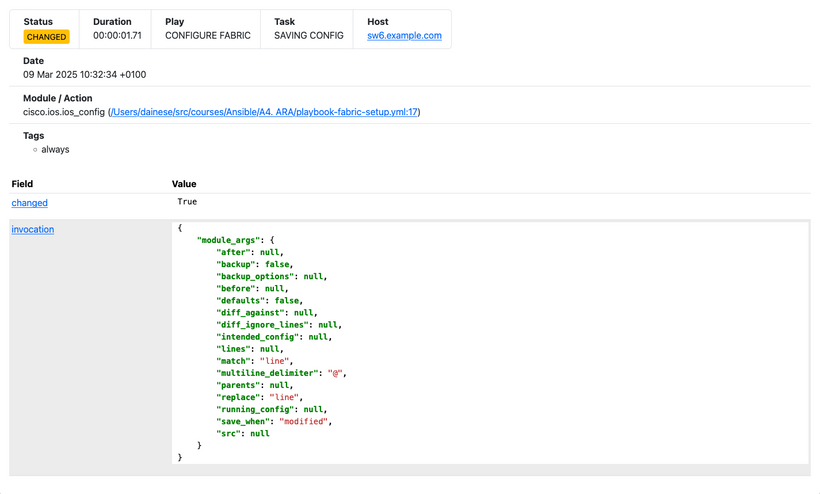 Status Duration Play Task Host
CHANGED 00:00:01.71 CONFIGURE FABRIC SAVING CONFIG sw6.example.com
Date
09 Mar 2025 10:32:34 +0100
Module / Action
cisco.ios.ios_config (/Users/dainese/src/courses/Ansible/A4. ARA/playbook-fabric-setup.yml:17)
Tags
always
Field Value
changed True
invocation {
"module_args": {
"after": null,
"backup": false,
"backup_options": null,
"before": null,
"defaults": false,
"diff_against": null,
"diff_ignore_lines": null,
"intended_config": null,
"lines": null,
"match": "line",
"multiline_delimiter": "@",
"parents": null,
"replace": "line",
"running_config": null,
"save_when": "modified",
"src": null
}
}